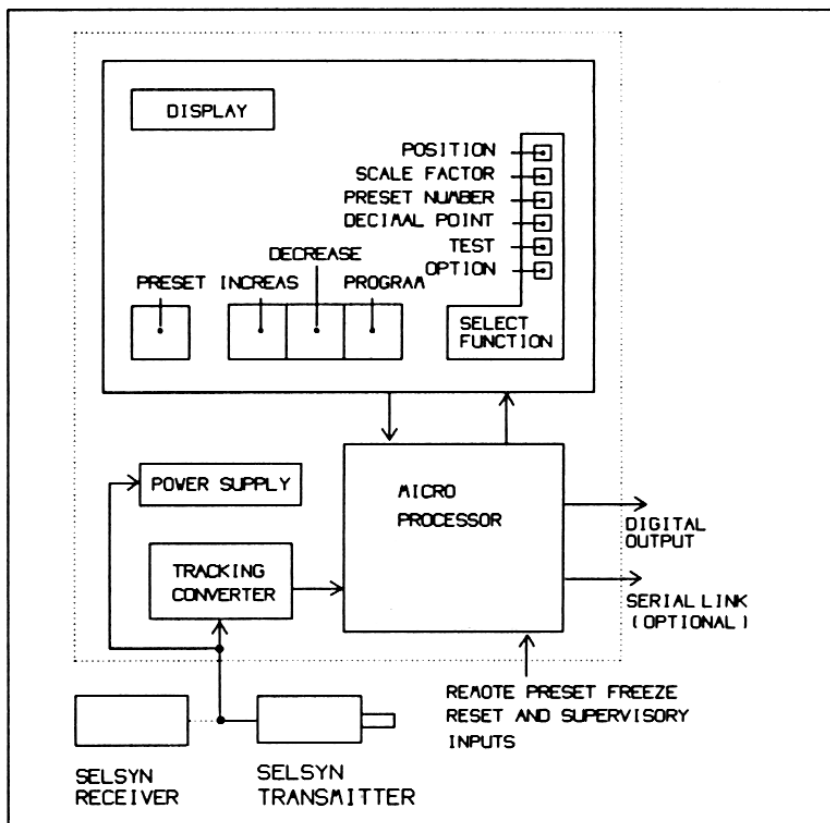 DISPLAY
POSITION
SCALE FACTOR
PRESET NUMBER
DECIMAL POINT
TEST
OPTION
DECREASE
PRESET INCREAS PROGRAM
SELECT
FUNCTION
POWER SUPPLY
MICRO
PROCESSOR
TRACKING
CONVERTER
DIGITAL
OUTPUT
SERIAL LINK
(OPTIONAL)
REMOTE PRESET FREEZE
RESET AND SUPERVISORY
INPUTS
SELSYN
RECEIVER
SELSYN
TRANSMITTER